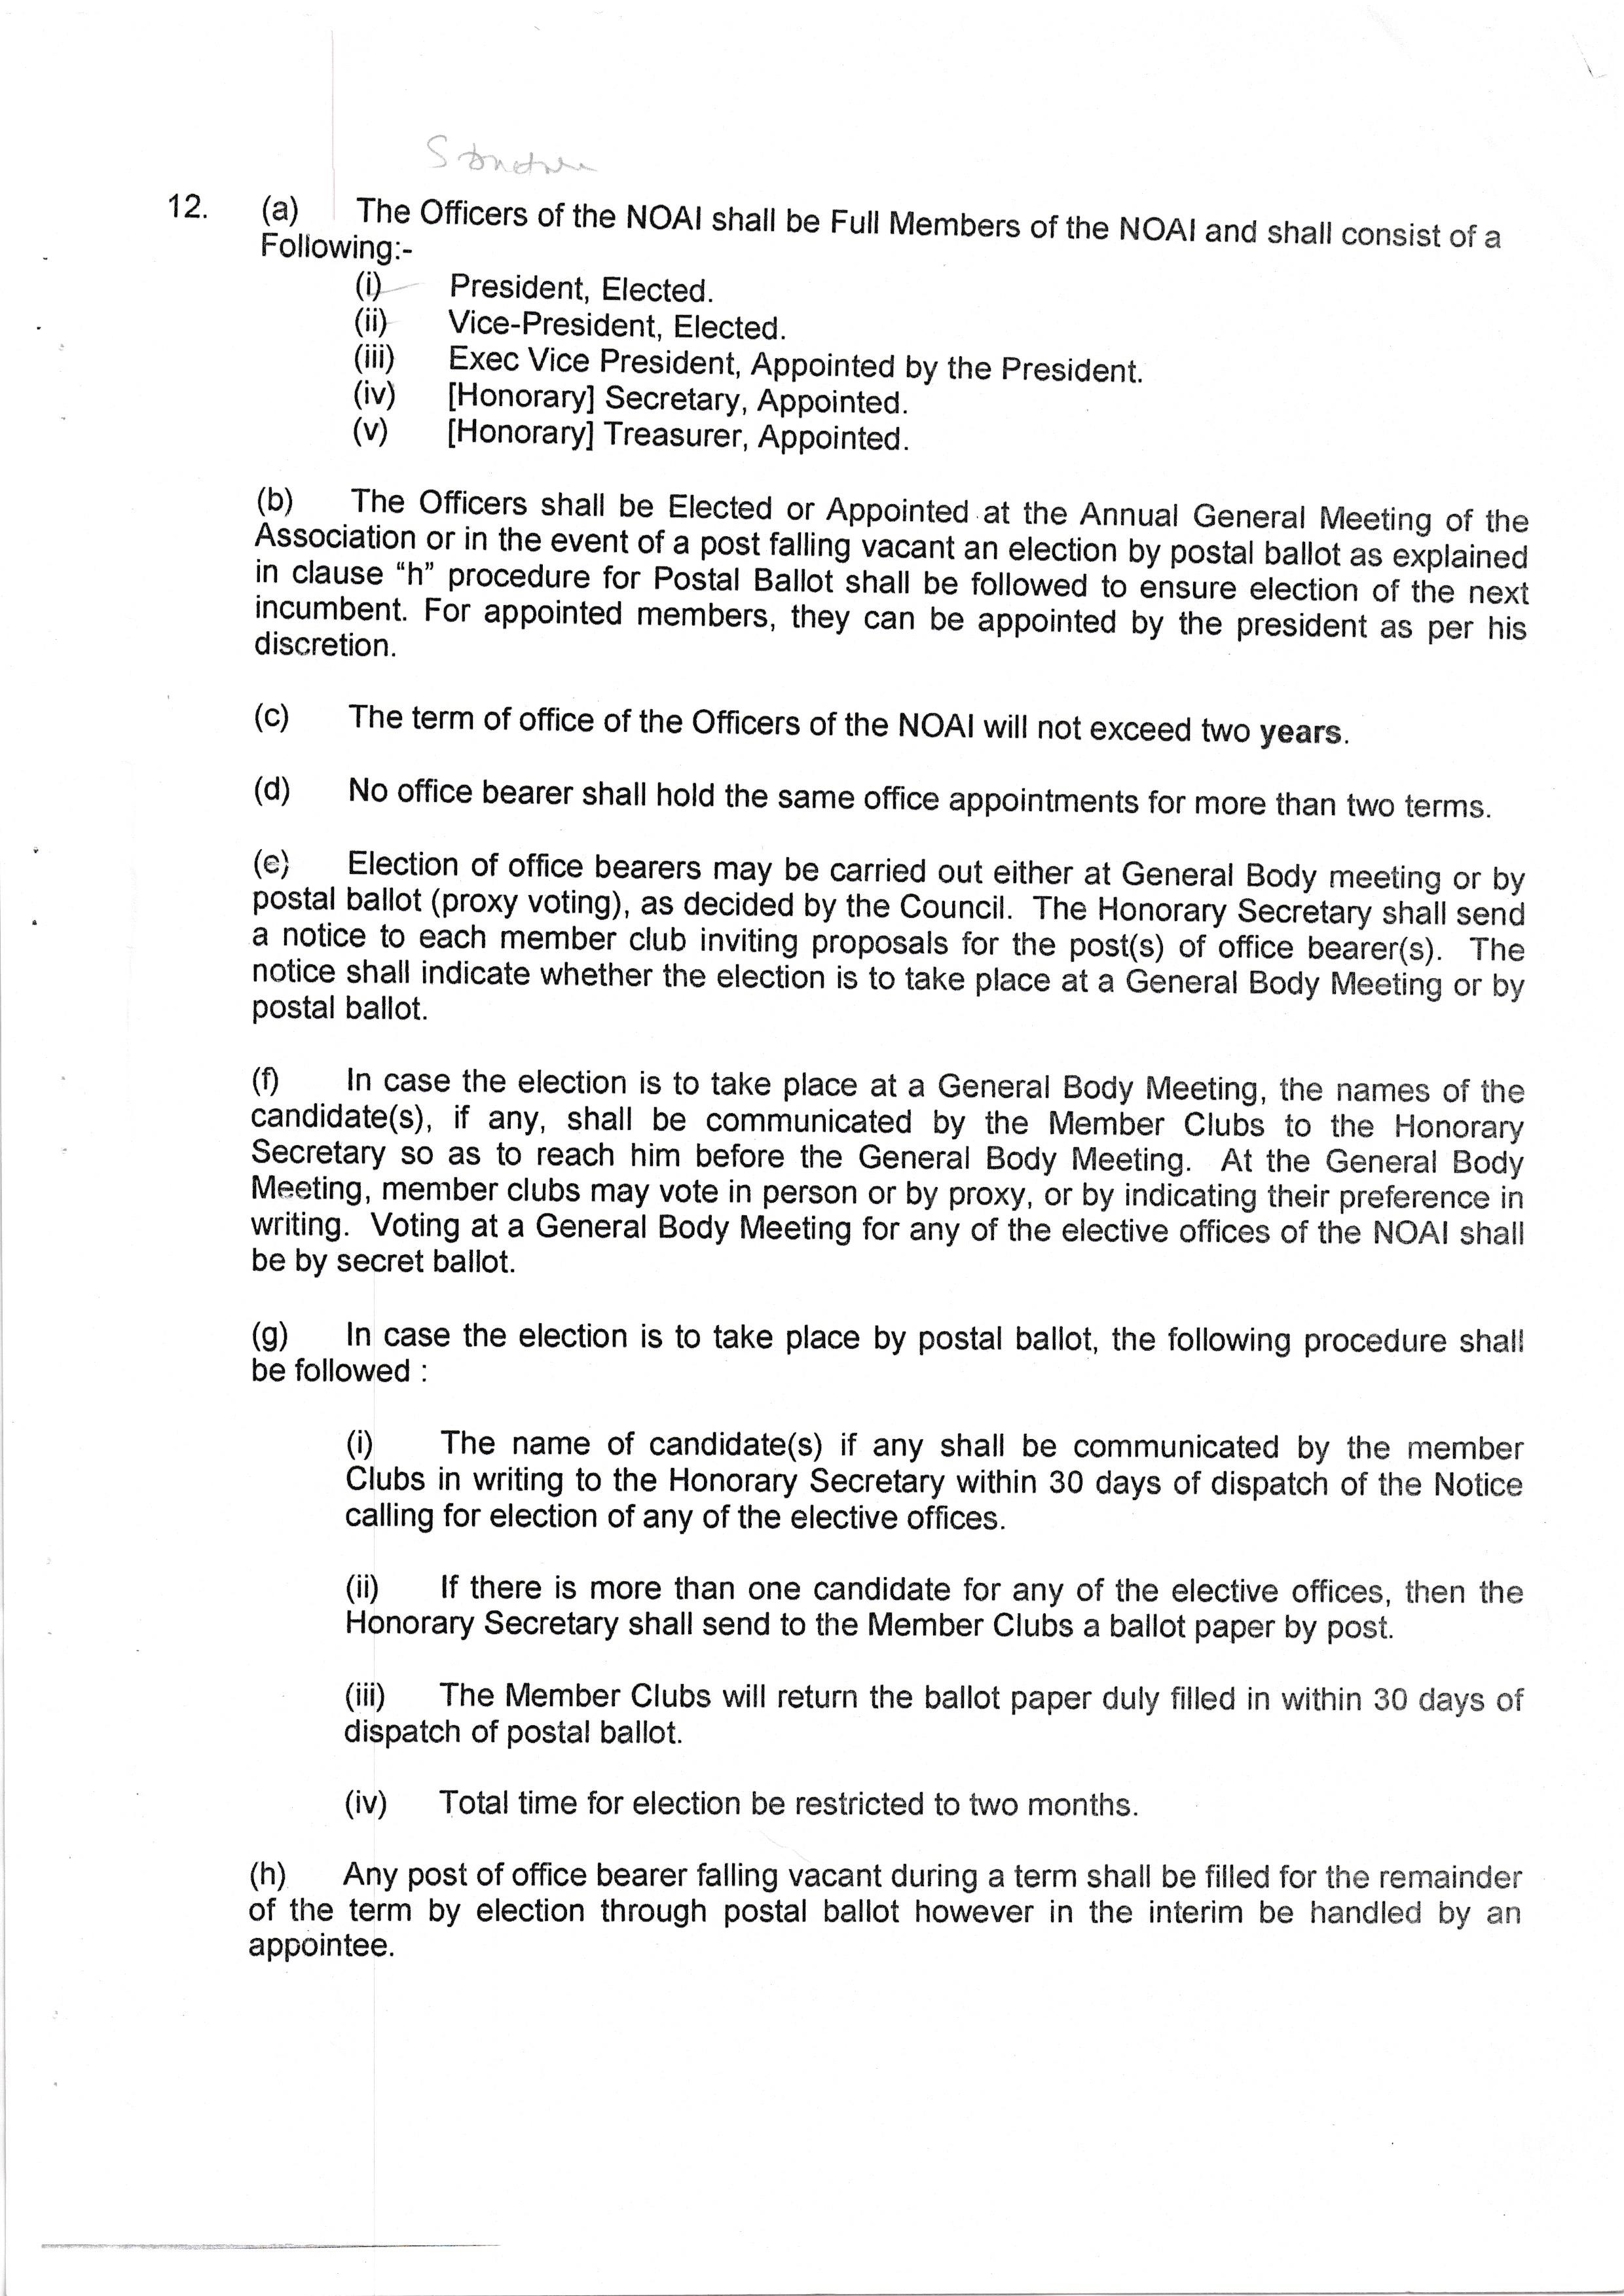 12. (a) The Officers of the NOAI shall be Full Members of the NOAI and shall consist of a
Following:-
(i) President, Elected.
(ii) Vice-President, Elected.
(iii) Exec Vice President, Appointed by the President.
(iv) [Honorary] Secretary, Appointed.
(v) [Honorary] Treasurer, Appointed.
(b) The Officers shall be Elected or Appointed at the Annual General Meeting of the
Association or in the event of a post falling vacant an election by postal ballot as explained
in clause “h” procedure for Postal Ballot shall be followed to ensure election of the next
incumbent. For appointed members, they can be appointed by the president as per his
discretion.
(c) The term of office of the Officers of the NOAI will not exceed two years.
(d) No office bearer shall hold the same office appointments for more than two terms.
(e) Election of office bearers may be carried out either at General Body meeting or by
postal ballot (proxy voting), as decided by the Council. The Honorary Secretary shall send
a notice to each member club inviting proposals for the post(s) of office bearer(s). The
notice shall indicate whether the election is to take place at a General Body Meeting or by
postal ballot.
(f) In case the election is to take place at a General Body Meeting, the names of the
candidate(s), if any, shall be communicated by the Member Clubs to the Honorary
Secretary so as to reach him before the General Body Meeting. At the General Body
Meeting, member clubs may vote in person or by proxy, or by indicating their preference in
writing. Voting at a General Body Meeting for any of the elective offices of the NOAI shall
be by secret ballot.
(g) In case the election is to take place by postal ballot, the following procedure shall
be followed :
(i) The name of candidate(s) if any shall be communicated by the member
Clubs in writing to the Honorary Secretary within 30 days of dispatch of the Notice
calling for election of any of the elective offices.
(ii) If there is more than one candidate for any of the elective offices, then the
Honorary Secretary shall send to the Member Clubs a ballot paper by post.
(iii) The Member Clubs will return the ballot paper duly filled in within 30 days of
dispatch of postal ballot.
(iv) Total time for election be restricted to two months.
(h) Any post of office bearer falling vacant during a term shall be filled for the remainder
of the term by election through postal ballot however in the interim be handled by an
appointee.